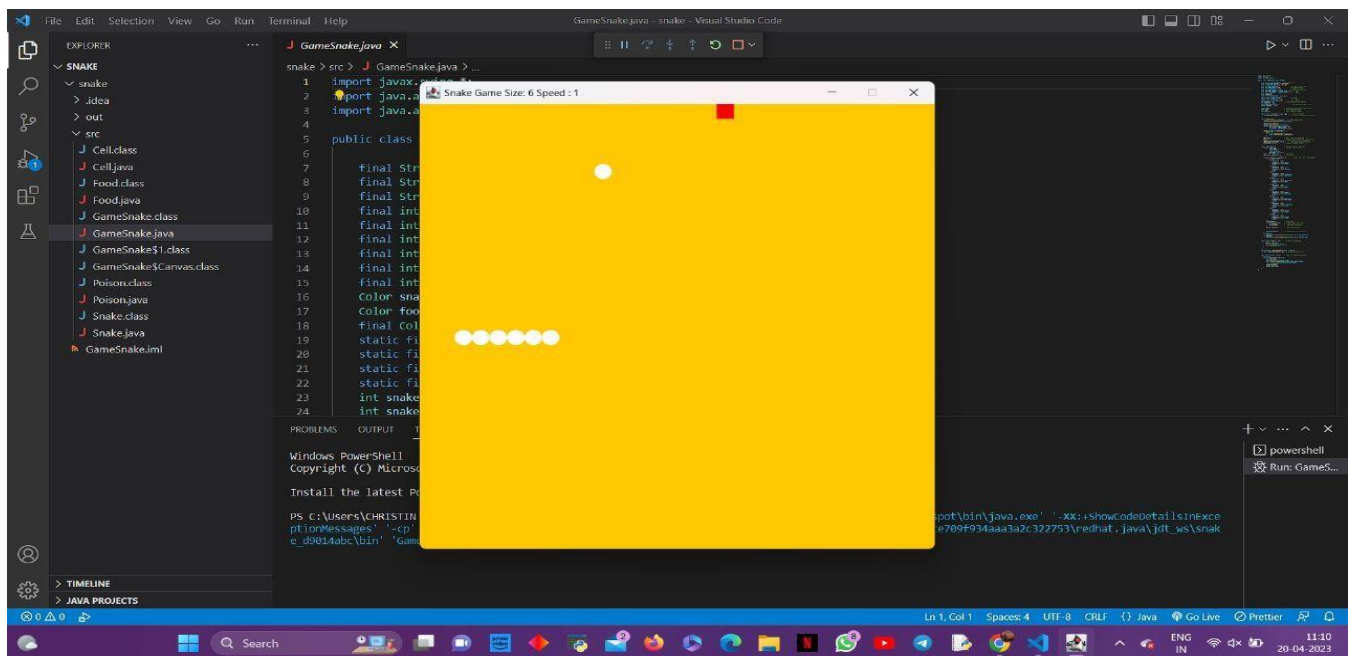 File Edit Selection View Go Run Terminal Help
GameSnake.java - snake - Visual Studio Code
EXPLORER
SNAKE
snake
.idea
out
src
Cell.class
Cell.java
Food.class
Food.java
GameSnake.class
GameSnake.java
GameSnake$1.class
GameSnake$Canvas.class
Poison.class
Poison.java
Snake.class
Snake.java
GameSnake.iml
TIMELINE
JAVA PROJECTS
J GameSnake.java
snake > src > J GameSnake.java > ...
1 import javax.
2 import java.a
3 import java.a
4
5 public class
6
7 final Str
8 final Str
9 final Str
10 final int
11 final int
12 final int
13 final int
14 final int
15 final int
16 Color sna
17 Color foo
18 final Col
19 static fi
20 static fi
21 static fi
22 static fi
23 int snake
24 int snake
Snake Game Size: 6 Speed : 1
PROBLEMS OUTPUT T
Windows PowerShell
Copyright (C) Microso
Install the latest Po
PS C:\Users\CHRISTIN spot\bin\java.exe' '-XX:+ShowCodeDetailsInExce
ptionMessages' '-cp' e709f934aaa3a2c322753\redhat.java\jdt_ws\snak
e_d9014abc\bin' 'Game
powershell
Run: GameS...
0 0
Ln 1, Col 1 Spaces: 4 UTF-8 CRLF {} Java Go Live Prettier
Search
ENG
IN
11:10
20-04-2023